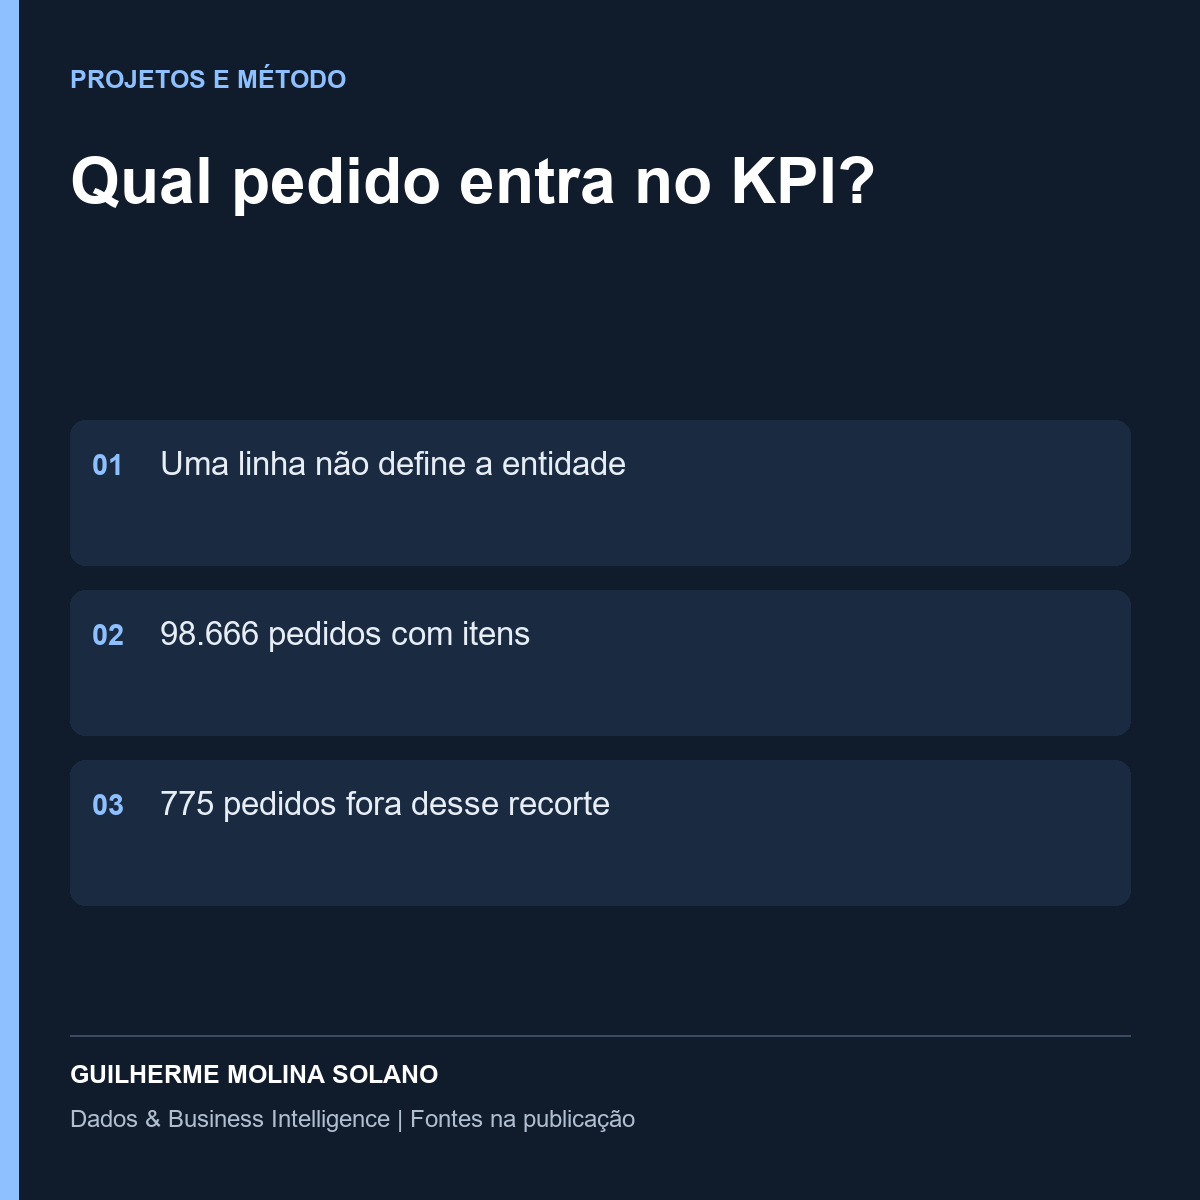 PROJETOS E MÉTODO
Qual pedido entra no KPI?
01 Uma linha não define a entidade
02 98.666 pedidos com itens
03 775 pedidos fora desse recorte
GUILHERME MOLINA SOLANO
Dados & Business Intelligence | Fontes na publicação